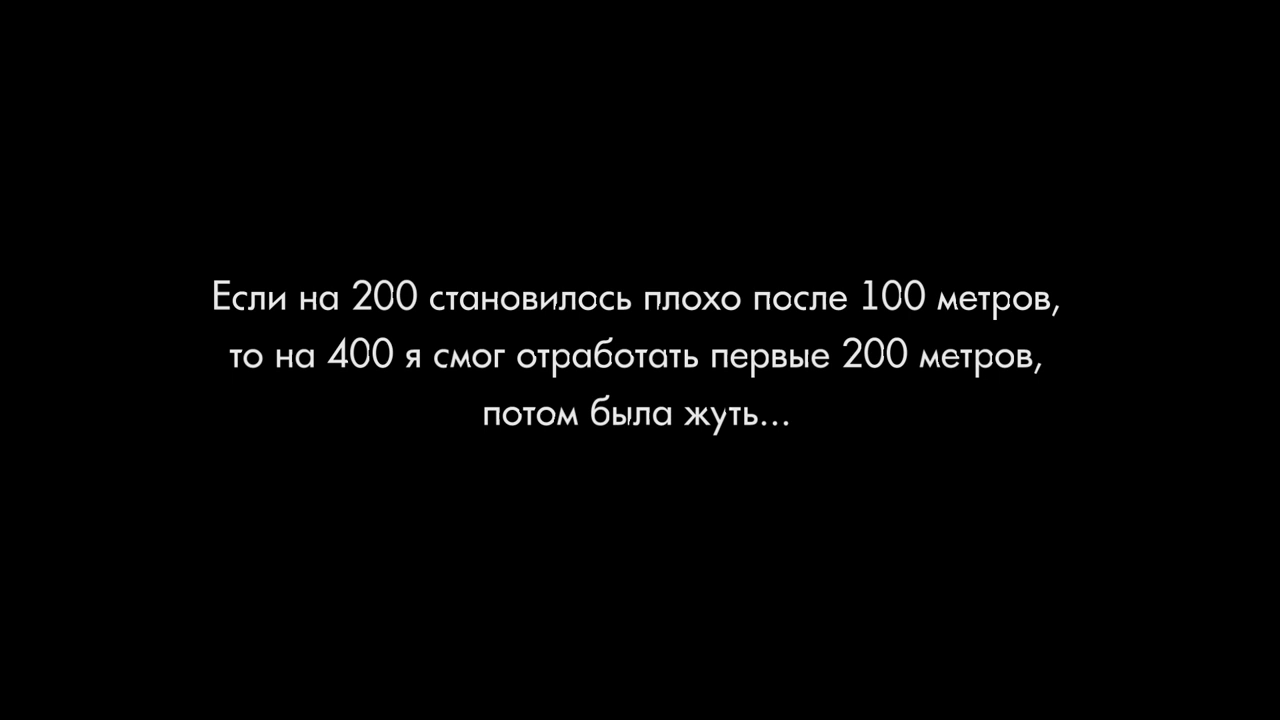 Если на 200 становилось плохо после 100 метров,
то на 400 я смог отработать первые 200 метров,
потом была жуть...